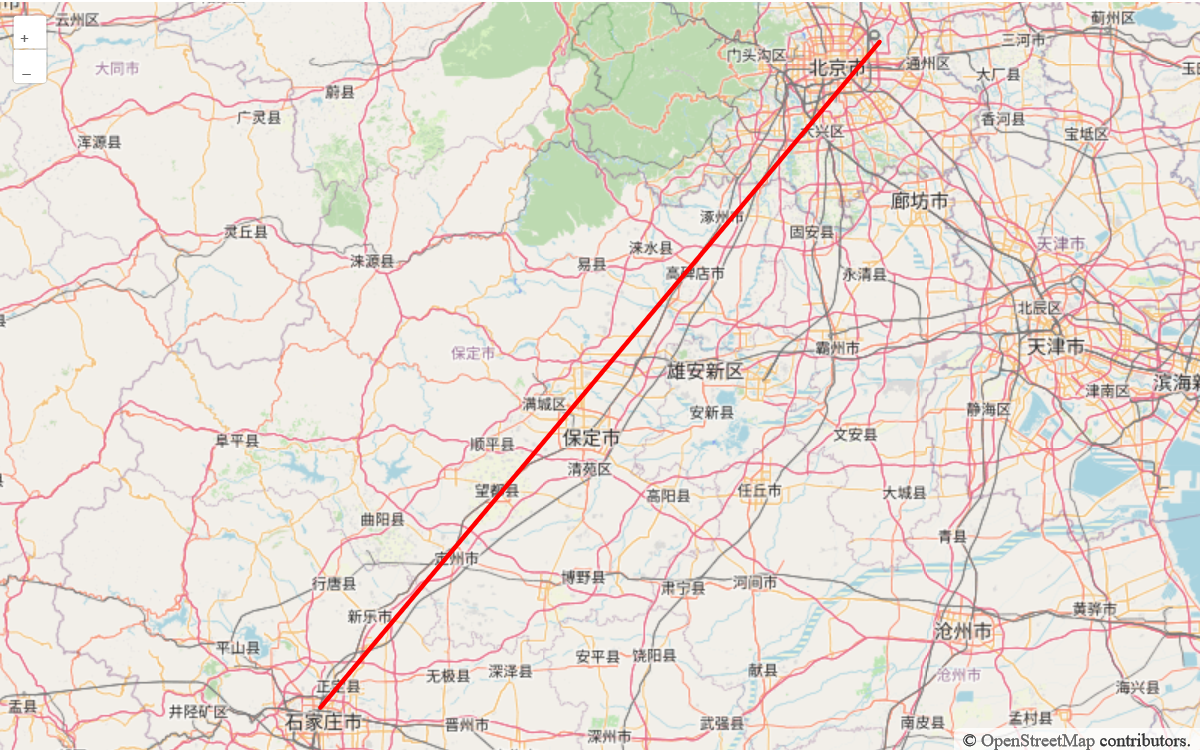 云州区
蓟州区
+
门头沟区
三河市
大同市
北京市
通州区
–
大厂县
蔚县
广灵县
香河县
大兴区
宝坻区
浑源县
廊坊市
涿州市
灵丘县
固安县
涞水县
天津市
涞源县
易县
高碑店市
永清县
北辰区
保定市
霸州市
天津市
雄安新区
滨海新
津南区
满城区
安新县
静海区
保定市
文安县
阜平县
顺平县
清苑区
望都县
高阳县
任丘市
大城县
曲阳县
青县
定州市
博野县
行唐县
肃宁县
河间市
新乐市
黄骅市
沧州市
平山县
安平县
饶阳县
无极县
深泽县
献县
沧州市
正定县
海兴县
盂县
井陉矿区
石家庄市
晋州市
武强县
南皮县
孟村县
深州市
© OpenStreetMap contributors.